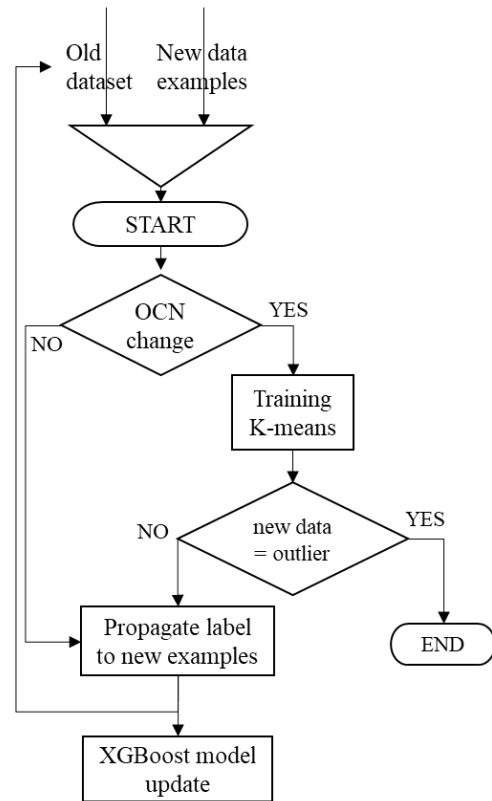 Old
dataset
New data
examples
START
OCN
change
YES
NO
Training
K-means
new data
= outlier
NO
YES
Propagate label
to new examples
END
XGBoost model
update